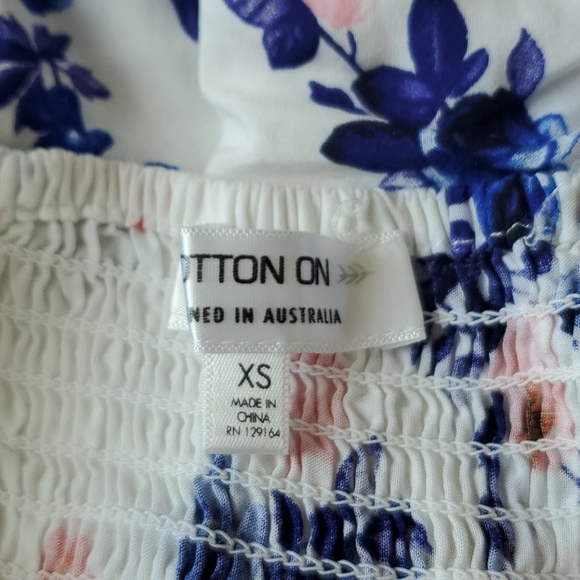 OTTON ON
NED IN AUSTRALIA
XS
MADE IN
CHINA
RN 129164